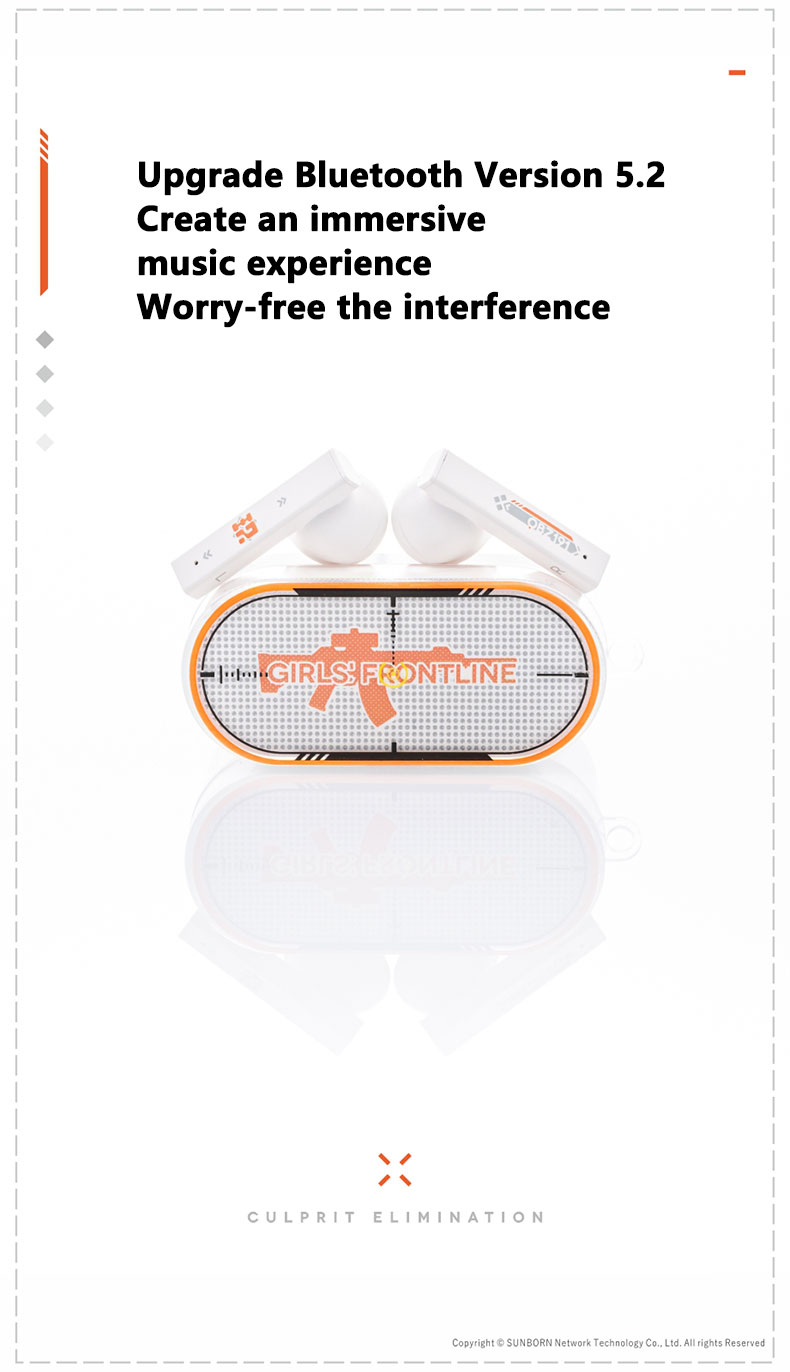 Upgrade Bluetooth Version 5.2
Create an immersive
music experience
Worry-free the interference
L
QBZ191
R
GIRLS' FRONTLINE
CULPRIT ELIMINATION
Copyright © SUNBORN Network Technology Co., Ltd. All rights Reserved